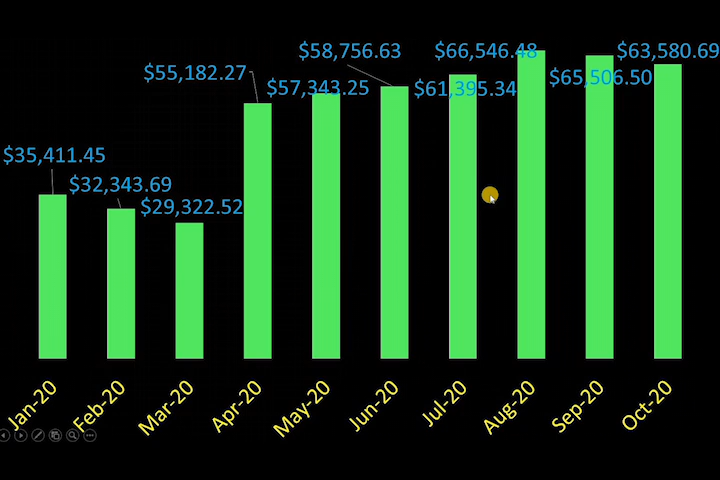 $35,411.45
$32,343.69
$29,322.52
$55,182.27
$57,343.25
$58,756.63
$61,395.34
$66,546.48
$65,506.50
$63,580.69
Jan-20
Feb-20
Mar-20
Apr-20
May-20
Jun-20
Jul-20
Aug-20
Sep-20
Oct-20